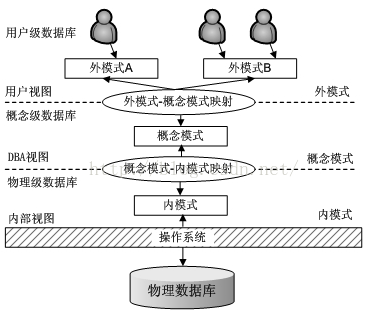 用户级数据库
外模式A
外模式B
用户视图
外模式-概念模式映射
外模式
概念级数据库
概念模式
DBA视图
概念模式-内模式映射
概念模式
物理级数据库
内模式
内部视图
内模式
操作系统
物理数据库